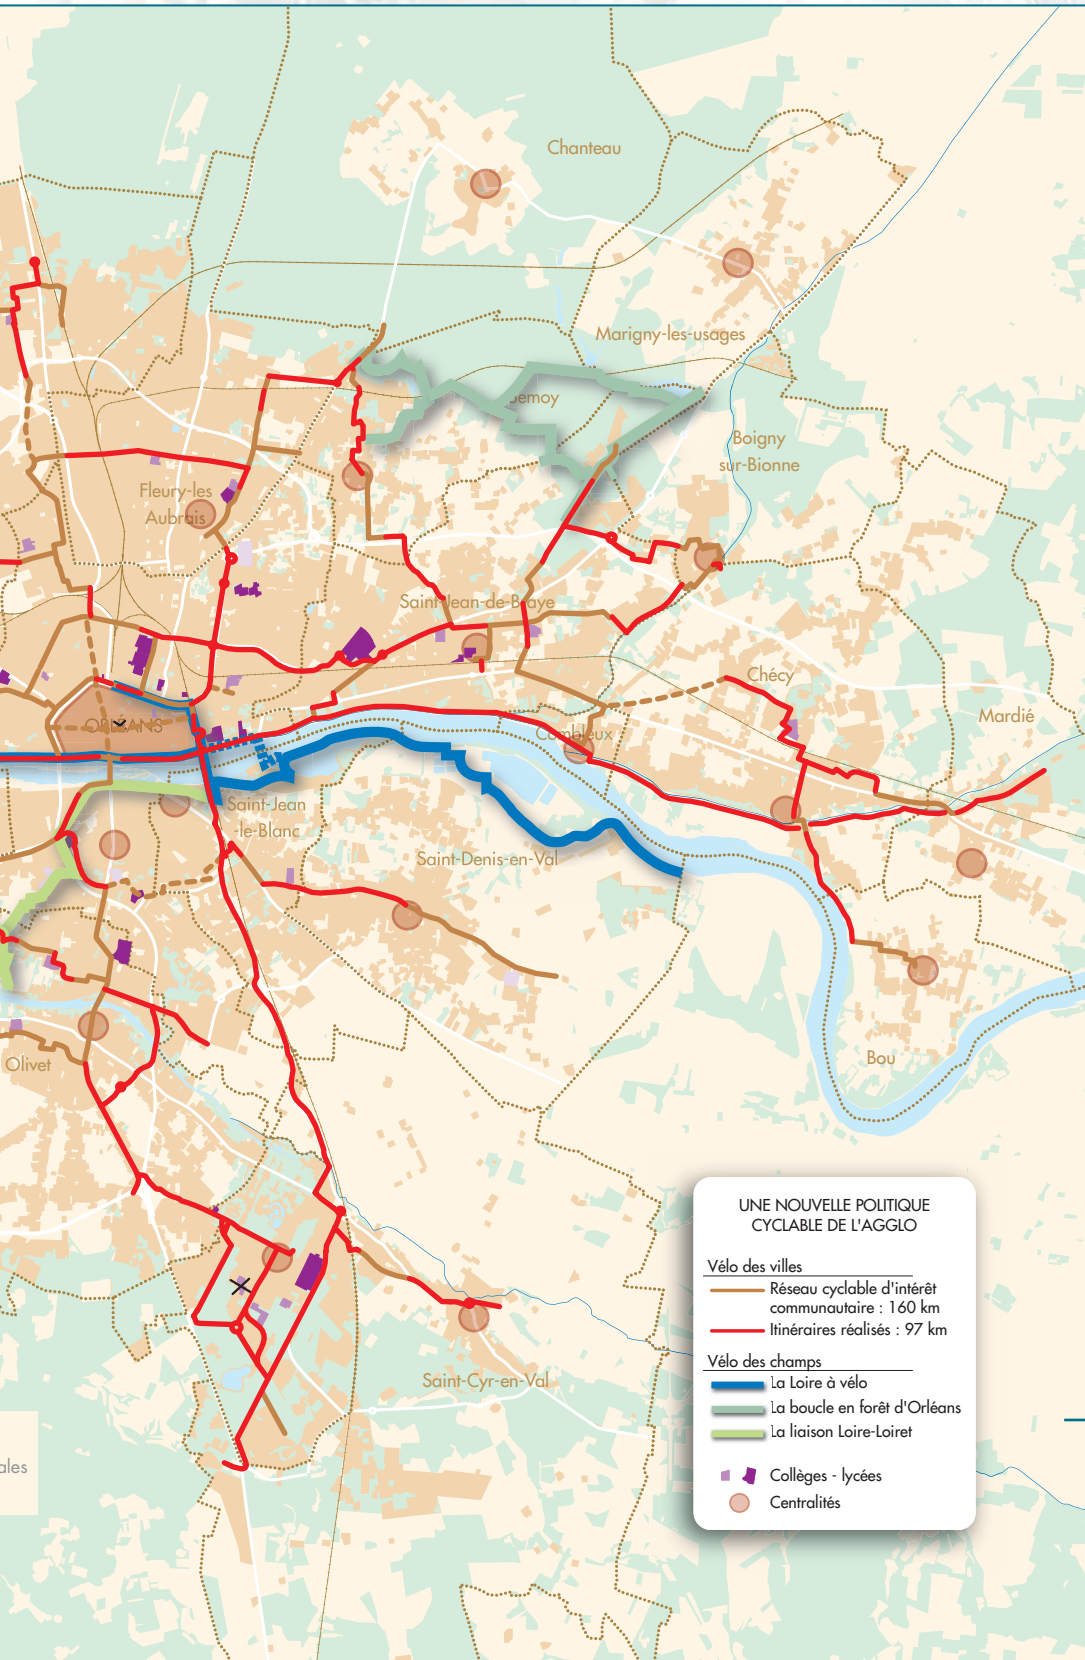 Chanteau
Marigny-les-usages
Semoy
Boigny
sur-Bionne
Fleury-les
Aubrais
Saint-Jean-de-Braye
Chécy
Mardié
ORLÉANS
Combleux
Saint-Jean
-le-Blanc
Saint-Denis-en-Val
Bou
Olivet
Saint-Cyr-en-Val
ales
UNE NOUVELLE POLITIQUE
CYCLABLE DE L'AGGLO
Vélo des villes
Réseau cyclable d'intérêt
communautaire : 160 km
Itinéraires réalisés : 97 km
Vélo des champs
La Loire à vélo
La boucle en forêt d'Orléans
La liaison Loire-Loiret
Collèges - lycées
Centralités